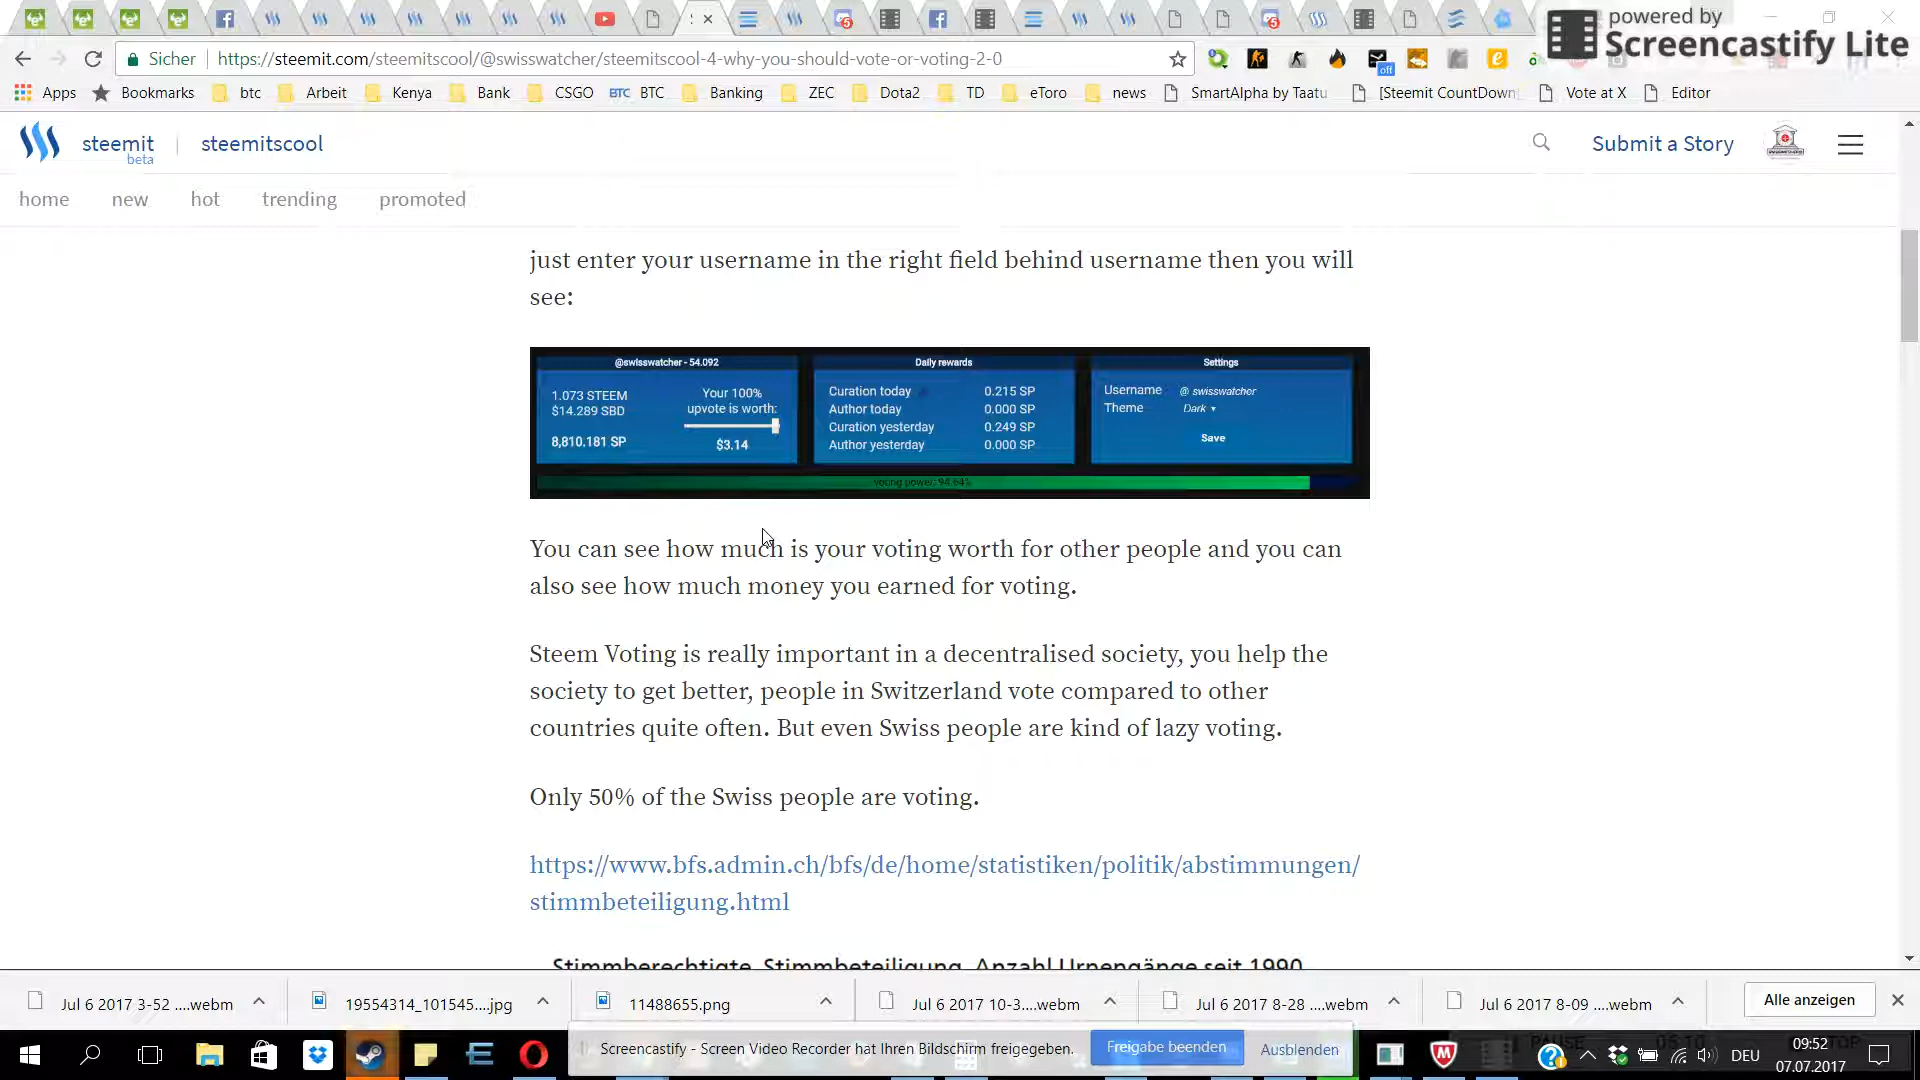 powered by
Screencastify Lite
Sicher https://steemit.com/steemitscool/@swisswatcher/steemitscool-4-why-you-should-vote-or-voting-2-0
off
Apps Bookmarks btc Arbeit Kenya Bank CSGO BTC BTC Banking ZEC Dota2 TD eToro news SmartAlpha by Taatu [Steemit CountDown Vote at X Editor
steemit beta steemitscool Submit a Story
home new hot trending promoted
just enter your username in the right field behind username then you will
see:
@swisswatcher - 54.092
1.073 STEEM
$14.289 SBD
8,810.181 SP
Your 100%
upvote is worth:
$3.14
Daily rewards
Curation today 0.215 SP
Author today 0.000 SP
Curation yesterday 0.249 SP
Author yesterday 0.000 SP
Settings
Username @ swisswatcher
Theme Dark
Save
voting power: 94.64%
You can see how much is your voting worth for other people and you can
also see how much money you earned for voting.
Steem Voting is really important in a decentralised society, you help the
society to get better, people in Switzerland vote compared to other
countries quite often. But even Swiss people are kind of lazy voting.
Only 50% of the Swiss people are voting.
https://www.bfs.admin.ch/bfs/de/home/statistiken/politik/abstimmungen/
stimmbeteiligung.html
Stimmberechtigte, Stimmbeteiligung, Anzahl Urnengänge seit 1990
Jul 6 2017 3-52 ....webm 19554314_101545....jpg 11488655.png Jul 6 2017 10-3....webm Jul 6 2017 8-28 ....webm Jul 6 2017 8-09 ....webm Alle anzeigen
Screencastify - Screen Video Recorder hat Ihren Bildschirm freigegeben. Freigabe beenden Ausblenden
DEU
09:52
07.07.2017